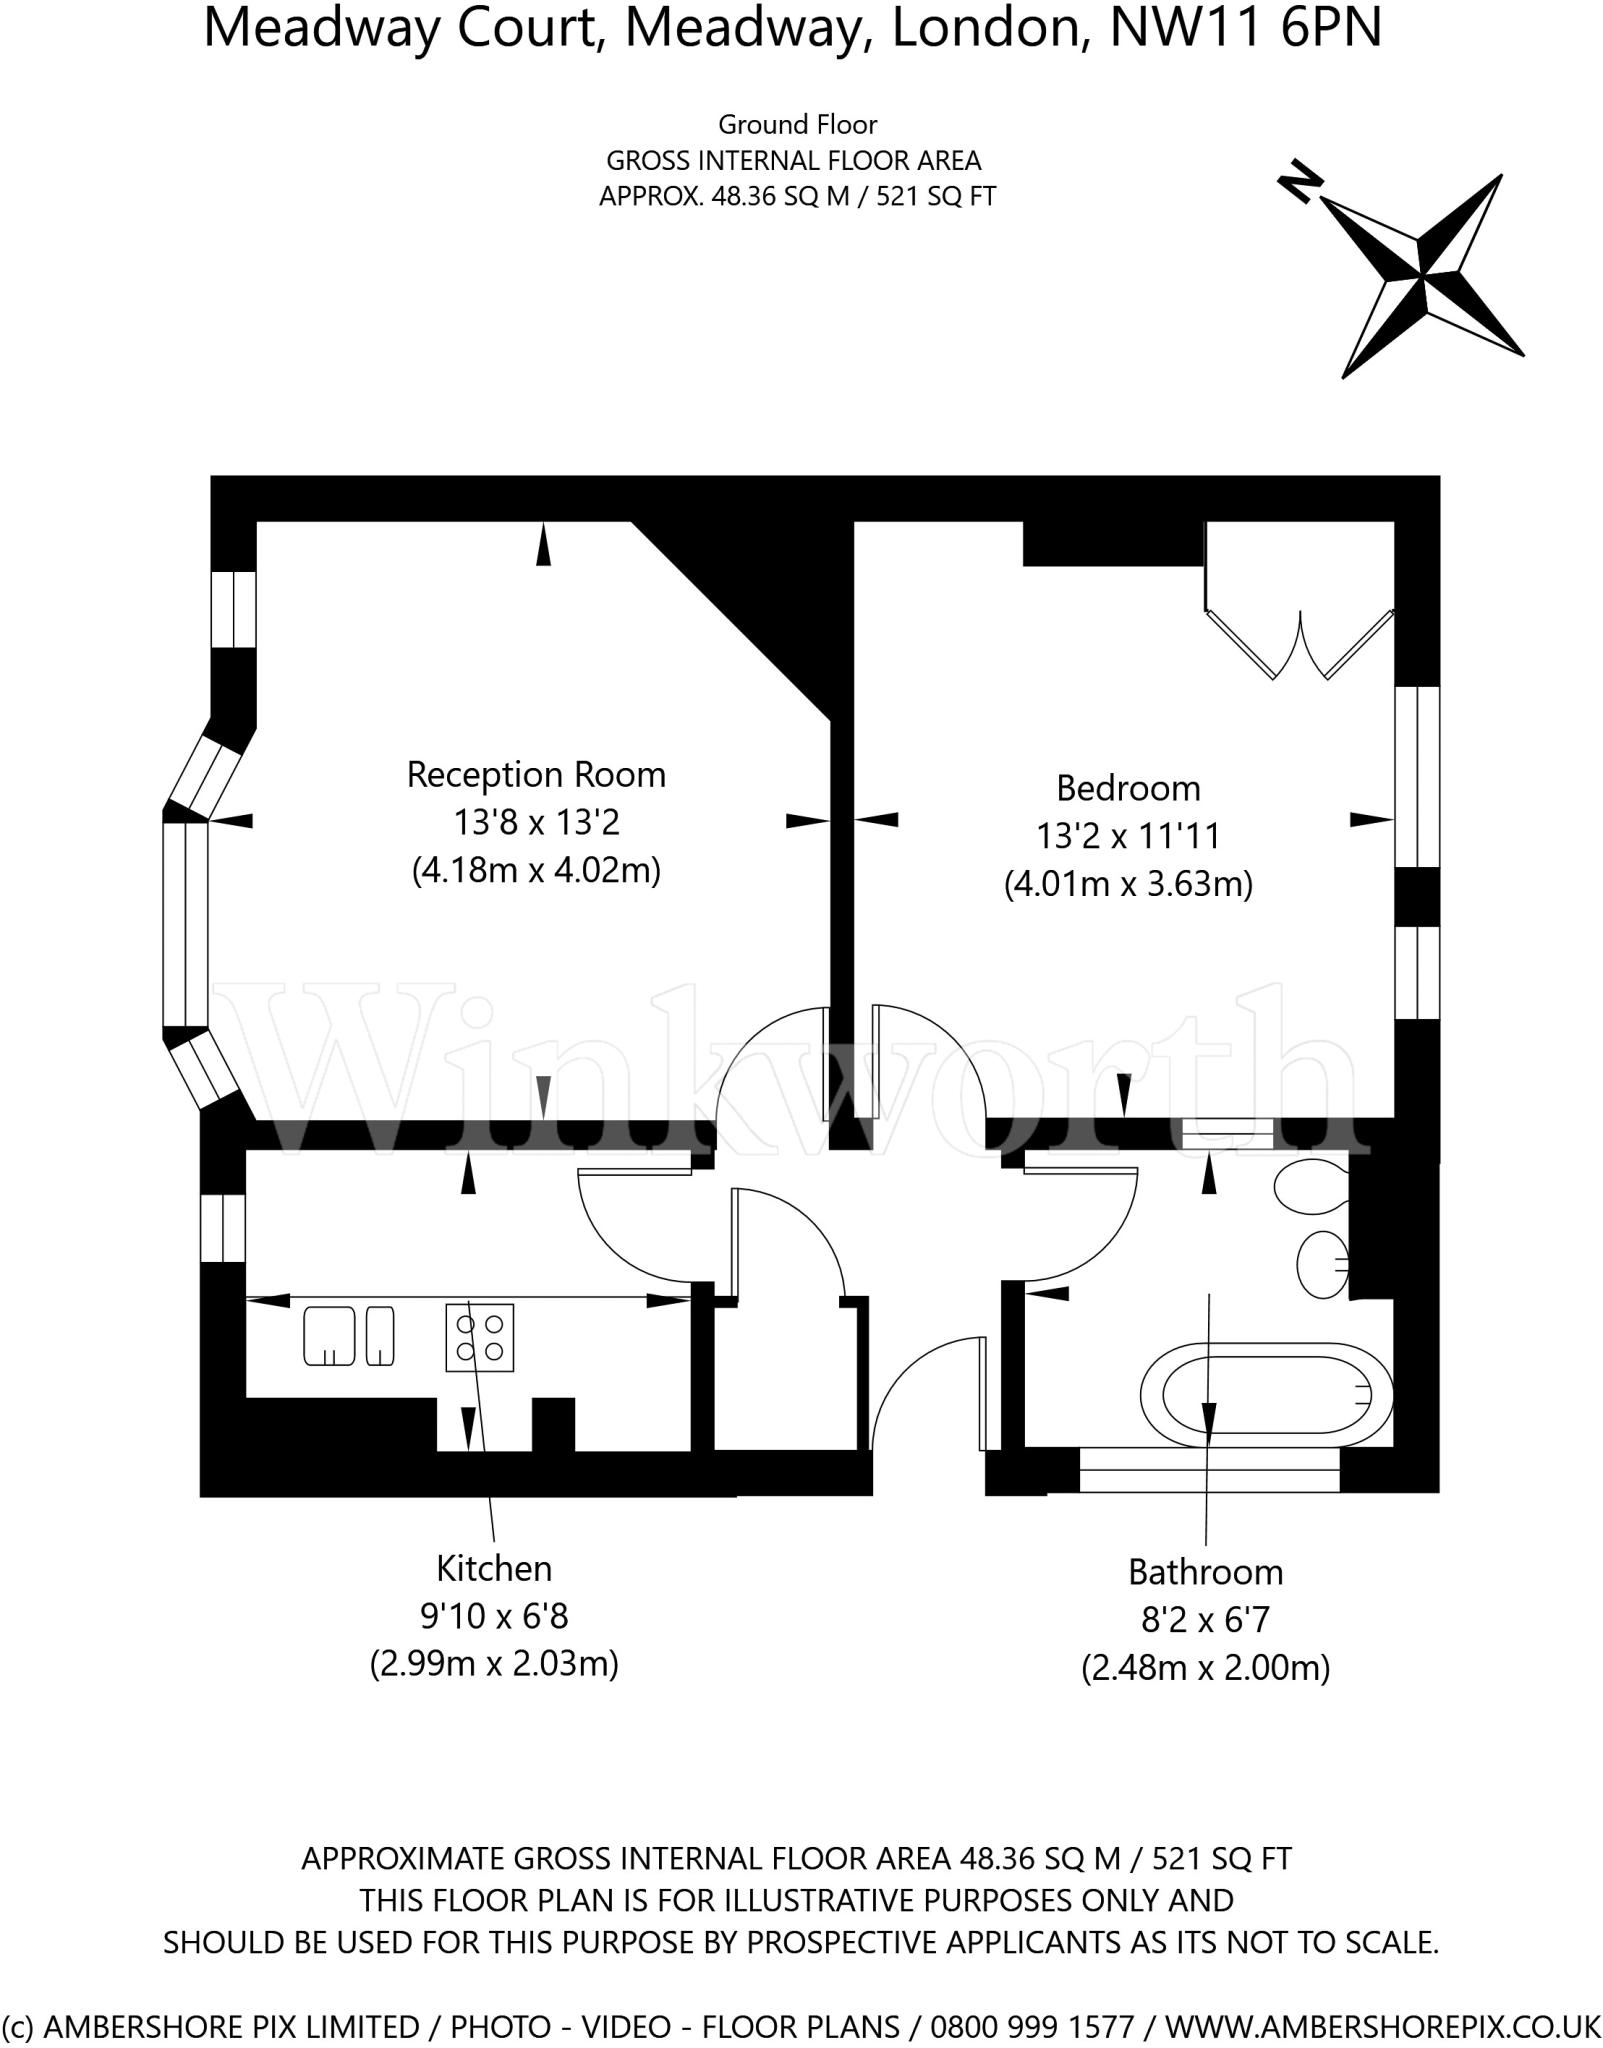 Meadway Court, Meadway, London, NW11 6PN
Ground Floor
GROSS INTERNAL FLOOR AREA
APPROX. 48.36 SQ M / 521 SQ FT
N
Reception Room
13'8 x 13'2
(4.18m x 4.02m)
Bedroom
13'2 x 11'11
(4.01m x 3.63m)
Winkworth
Kitchen
9'10 x 6'8
(2.99m x 2.03m)
Bathroom
8'2 x 6'7
(2.48m x 2.00m)
APPROXIMATE GROSS INTERNAL FLOOR AREA 48.36 SQ M / 521 SQ FT
THIS FLOOR PLAN IS FOR ILLUSTRATIVE PURPOSES ONLY AND
SHOULD BE USED FOR THIS PURPOSE BY PROSPECTIVE APPLICANTS AS ITS NOT TO SCALE.
(c) AMBERSHORE PIX LIMITED / PHOTO - VIDEO - FLOOR PLANS / 0800 999 1577 / WWW.AMBERSHOREPIX.CO.UK